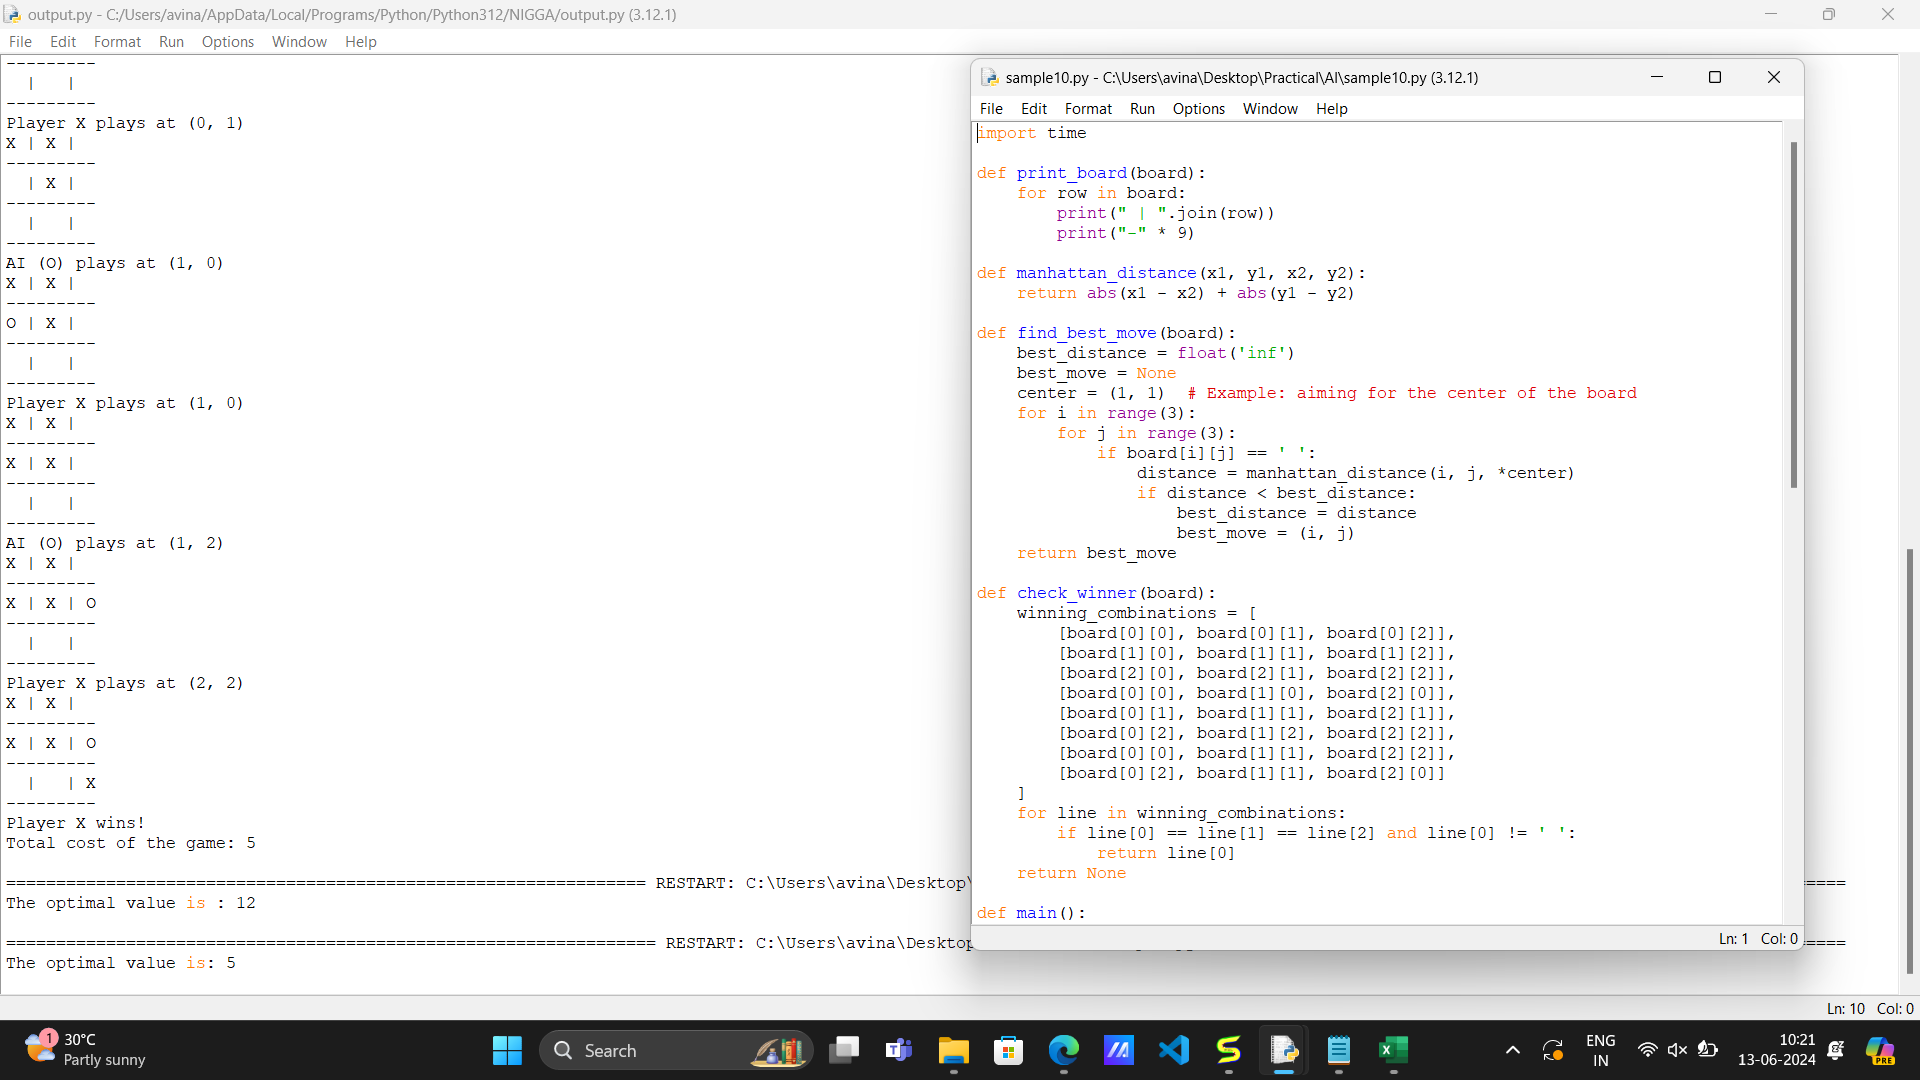 output.py - C:/Users/avina/AppData/Local/Programs/Python/Python312/NIGGA/output.py (3.12.1)
File Edit Format Run Options Window Help
---------
  |   |
---------
Player X plays at (0, 1)
X | X |
---------
  | X |
---------
  |   |
---------
AI (O) plays at (1, 0)
X | X |
---------
O | X |
---------
  |   |
---------
Player X plays at (1, 0)
X | X |
---------
X | X |
---------
  |   |
---------
AI (O) plays at (1, 2)
X | X |
---------
X | X | O
---------
  |   |
---------
Player X plays at (2, 2)
X | X |
---------
X | X | O
---------
  |   | X
---------
Player X wins!
Total cost of the game: 5
================================================================ RESTART: C:\Users\avina\Desktop\ ====
The optimal value is : 12
================================================================= RESTART: C:\Users\avina\Desktop ====
The optimal value is: 5
Ln: 10 Col: 0
sample10.py - C:\Users\avina\Desktop\Practical\AI\sample10.py (3.12.1)
File Edit Format Run Options Window Help
import time
def print_board(board):
    for row in board:
        print(" | ".join(row))
        print("-" * 9)
def manhattan_distance(x1, y1, x2, y2):
    return abs(x1 - x2) + abs(y1 - y2)
def find_best_move(board):
    best_distance = float('inf')
    best_move = None
    center = (1, 1)  # Example: aiming for the center of the board
    for i in range(3):
        for j in range(3):
            if board[i][j] == ' ':
                distance = manhattan_distance(i, j, *center)
                if distance < best_distance:
                    best_distance = distance
                    best_move = (i, j)
    return best_move
def check_winner(board):
    winning_combinations = [
        [board[0][0], board[0][1], board[0][2]],
        [board[1][0], board[1][1], board[1][2]],
        [board[2][0], board[2][1], board[2][2]],
        [board[0][0], board[1][0], board[2][0]],
        [board[0][1], board[1][1], board[2][1]],
        [board[0][2], board[1][2], board[2][2]],
        [board[0][0], board[1][1], board[2][2]],
        [board[0][2], board[1][1], board[2][0]]
    ]
    for line in winning_combinations:
        if line[0] == line[1] == line[2] and line[0] != ' ':
            return line[0]
    return None
def main():
Ln: 1 Col: 0
1
30°C
Partly sunny
Search
ENG
IN
10:21
13-06-2024
PRE